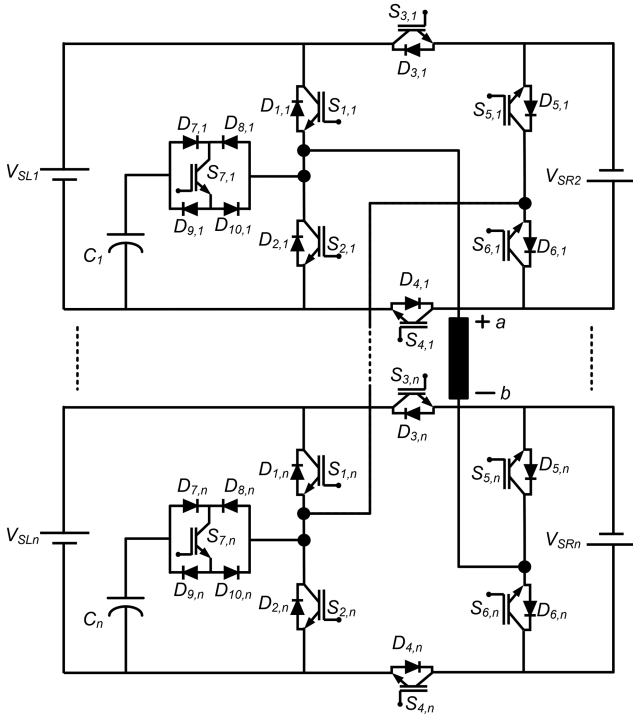 S3,1
D3,1
D1,1
S1,1
S5,1
D5,1
D7,1
D8,1
S7,1
VSL1
VSR2
D9,1
D10,1
C1
D2,1
S2,1
S6,1
D6,1
D4,1
S4,1
+ a
S3,n
– b
D3,n
D1,n
S1,n
S5,n
D5,n
D7,n
D8,n
S7,n
VSLn
VSRn
D9,n
D10,n
Cn
D2,n
S2,n
S6,n
D6,n
D4,n
S4,n